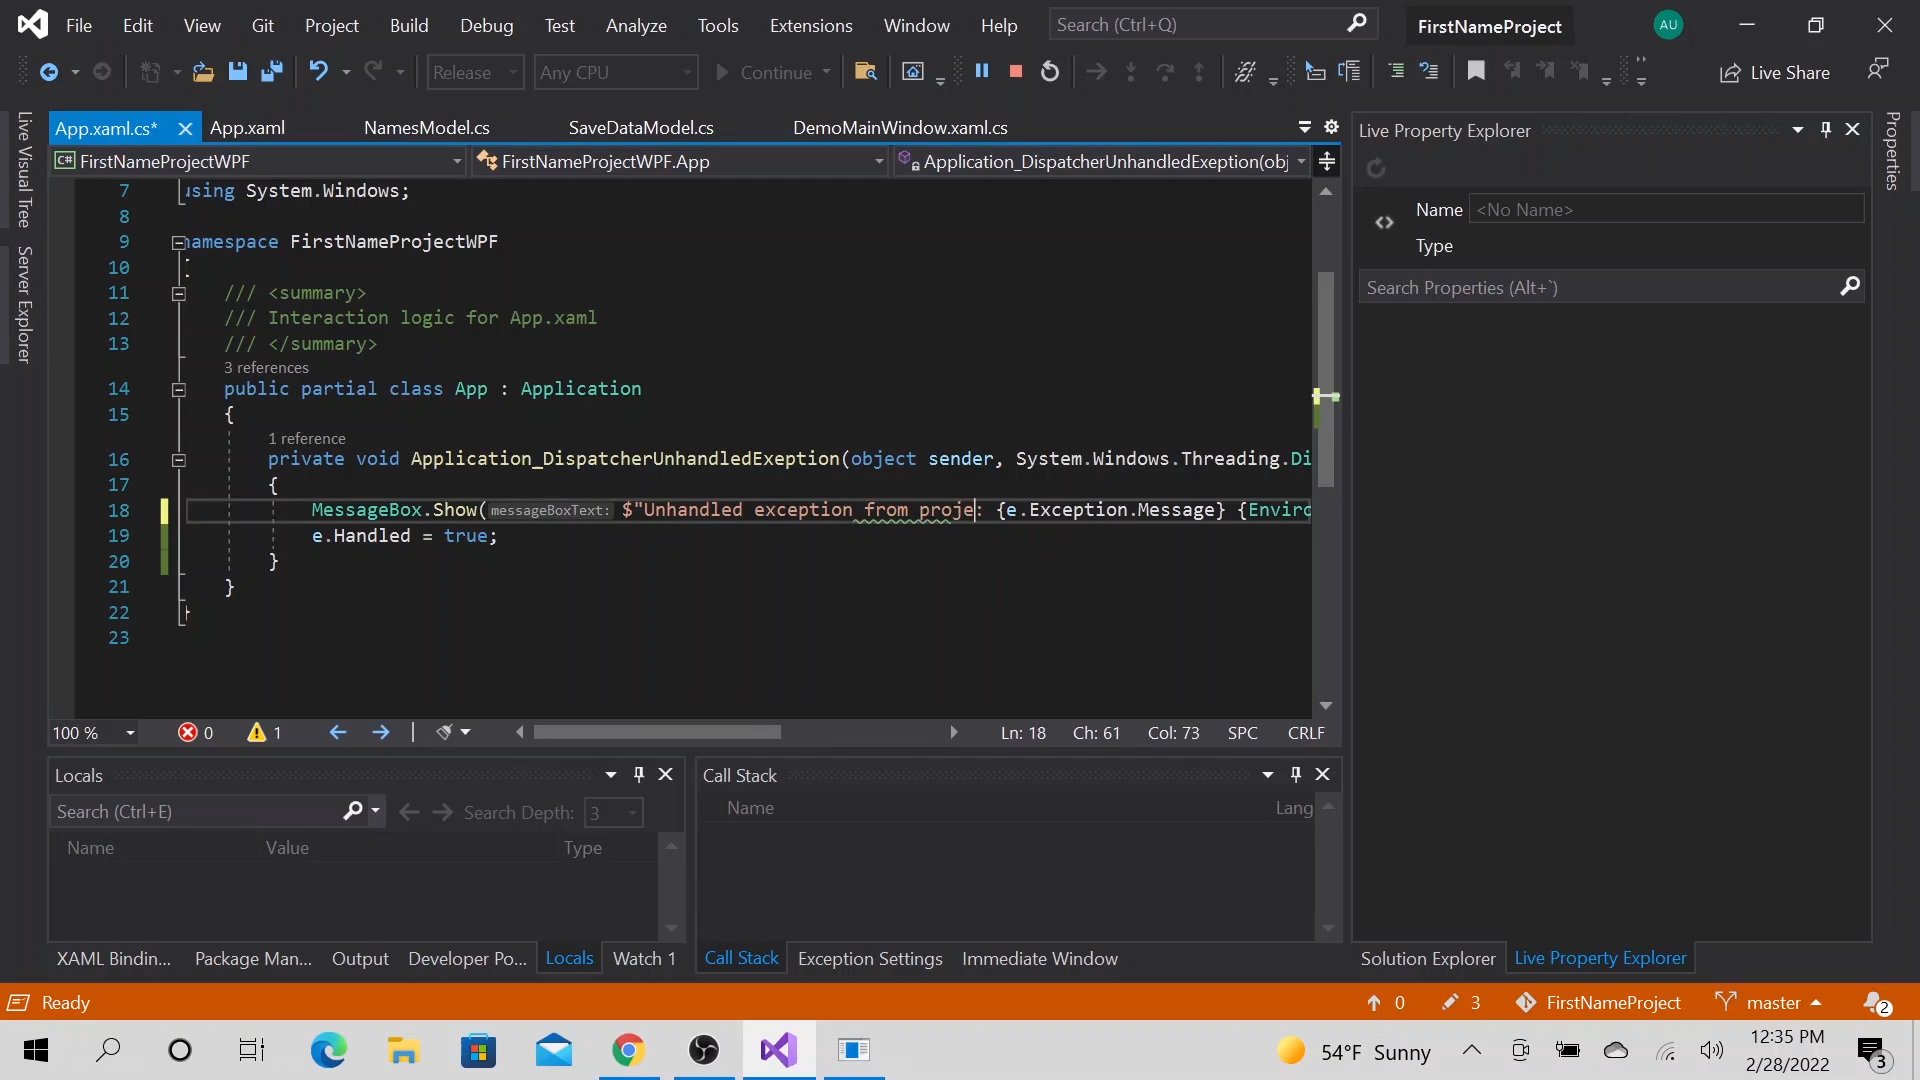 File Edit View Git Project Build Debug Test Analyze Tools Extensions Window Help Search (Ctrl+Q) FirstNameProject AU
Release Any CPU Continue Live Share
App.xaml.cs* App.xaml NamesModel.cs SaveDataModel.cs DemoMainWindow.xaml.cs
C# FirstNameProjectWPF FirstNameProjectWPF.App Application_DispatcherUnhandledExeption(obj
7 using System.Windows;
8
9 namespace FirstNameProjectWPF
10 {
11 /// <summary>
12 /// Interaction logic for App.xaml
13 /// </summary>
3 references
14 public partial class App : Application
15 {
1 reference
16 private void Application_DispatcherUnhandledExeption(object sender, System.Windows.Threading.Di
17 {
18 MessageBox.Show(messageBoxText: $"Unhandled exception from proje: {e.Exception.Message} {Enviro
19 e.Handled = true;
20 }
21 }
22 }
23
100 % 0 1 Ln: 18 Ch: 61 Col: 73 SPC CRLF
Live Visual Tree
Server Explorer
Locals
Search (Ctrl+E) Search Depth: 3
Name Value Type
XAML Bindin... Package Man... Output Developer Po... Locals Watch 1
Call Stack
Name Lang
Call Stack Exception Settings Immediate Window
Live Property Explorer
Name <No Name>
Type
Search Properties (Alt+`)
Solution Explorer Live Property Explorer
Properties
Ready 0 3 FirstNameProject master 2
54°F Sunny 12:35 PM
2/28/2022 3